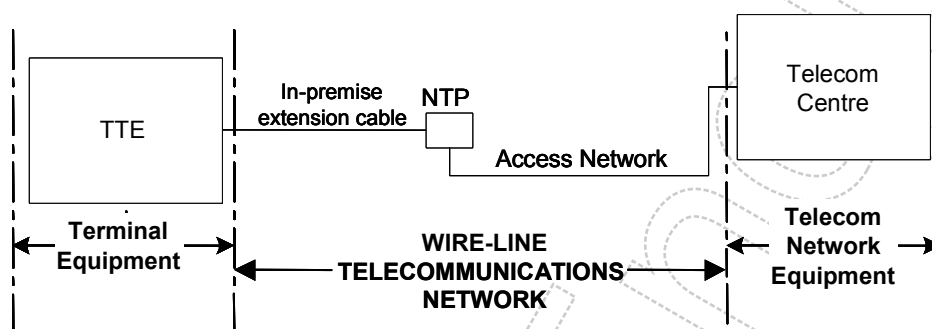 Telecom
Centre
In-premise
extension cable
NTP
TTE
Access Network
Terminal
Equipment
WIRE-LINE
TELECOMMUNICATIONS
NETWORK
Telecom
Network
Equipment